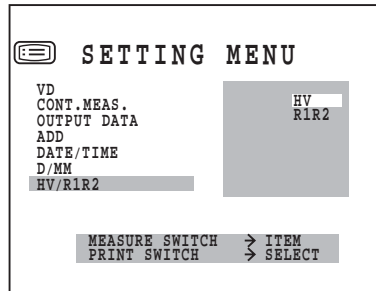 SETTING MENU
VD
CONT.MEAS.
OUTPUT DATA
ADD
DATE/TIME
D/MM
HV/R1R2
HV
R1R2
MEASURE SWITCH → ITEM
PRINT SWITCH → SELECT